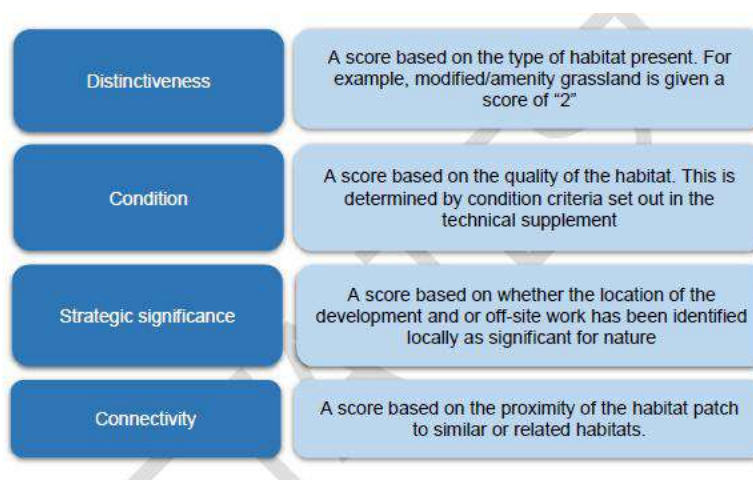 Distinctiveness
A score based on the type of habitat present. For
example, modified/amenity grassland is given a
score of “2”
Condition
A score based on the quality of the habitat. This is
determined by condition criteria set out in the
technical supplement
Strategic significance
A score based on whether the location of the
development and or off-site work has been identified
locally as significant for nature
Connectivity
A score based on the proximity of the habitat patch
to similar or related habitats.